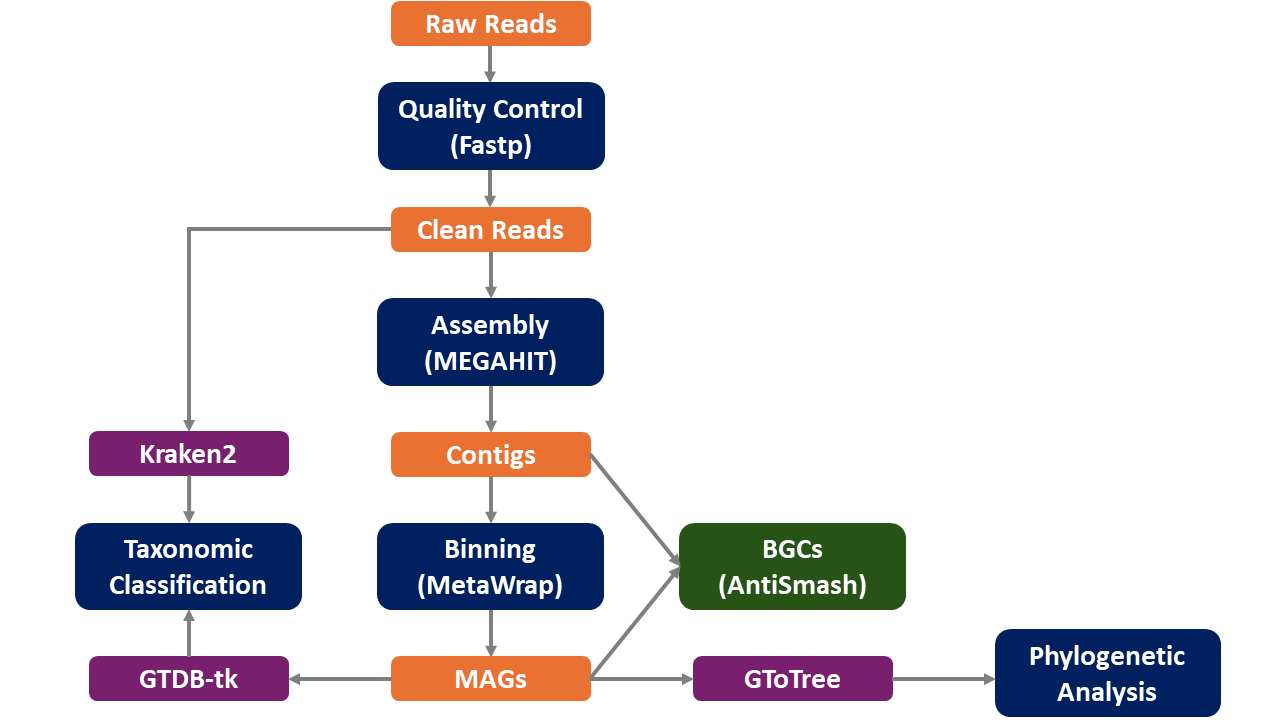 Raw Reads
Quality Control
(Fastp)
Clean Reads
Assembly
(MEGAHIT)
Kraken2
Contigs
Taxonomic
Classification
Binning
(MetaWrap)
BGCs
(AntiSmash)
GTDB-tk
MAGs
GToTree
Phylogenetic
Analysis